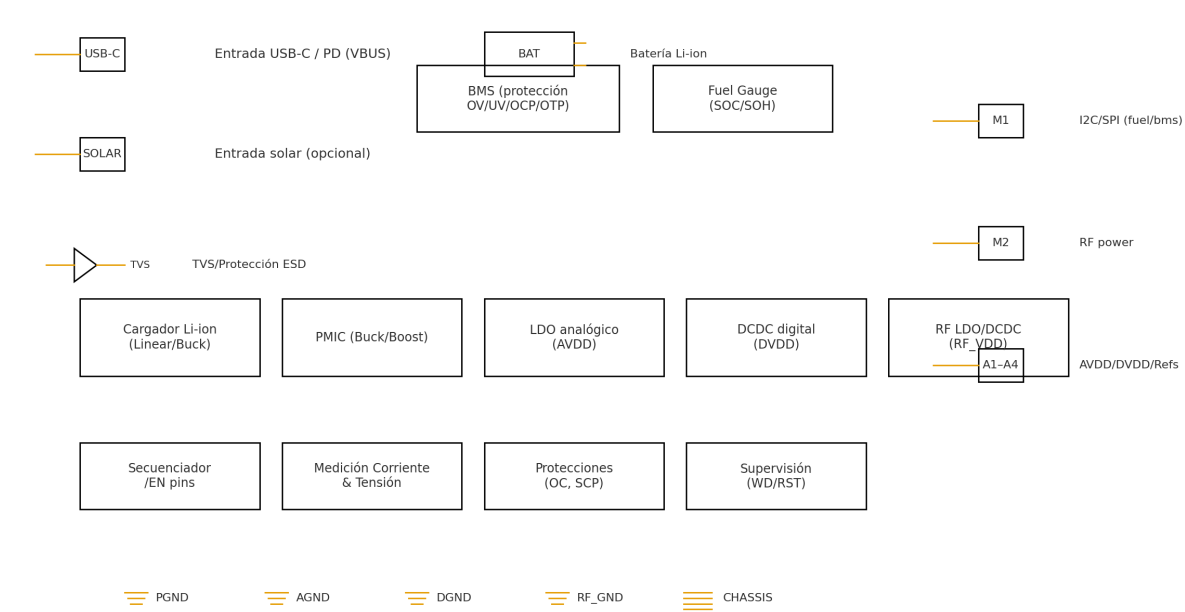 USB-C
Entrada USB-C / PD (VBUS)
BAT
Batería Li-ion
BMS (protección
OV/UV/OCP/OTP)
Fuel Gauge
(SOC/SOH)
M1
I2C/SPI (fuel/bms)
SOLAR
Entrada solar (opcional)
M2
RF power
TVS
TVS/Protección ESD
Cargador Li-ion
(Linear/Buck)
PMIC (Buck/Boost)
LDO analógico
(AVDD)
DCDC digital
(DVDD)
RF LDO/DCDC
(RF_VDD)
A1–A4
AVDD/DVDD/Refs
Secuenciador
/EN pins
Medición Corriente
& Tensión
Protecciones
(OC, SCP)
Supervisión
(WD/RST)
PGND
AGND
DGND
RF_GND
CHASSIS